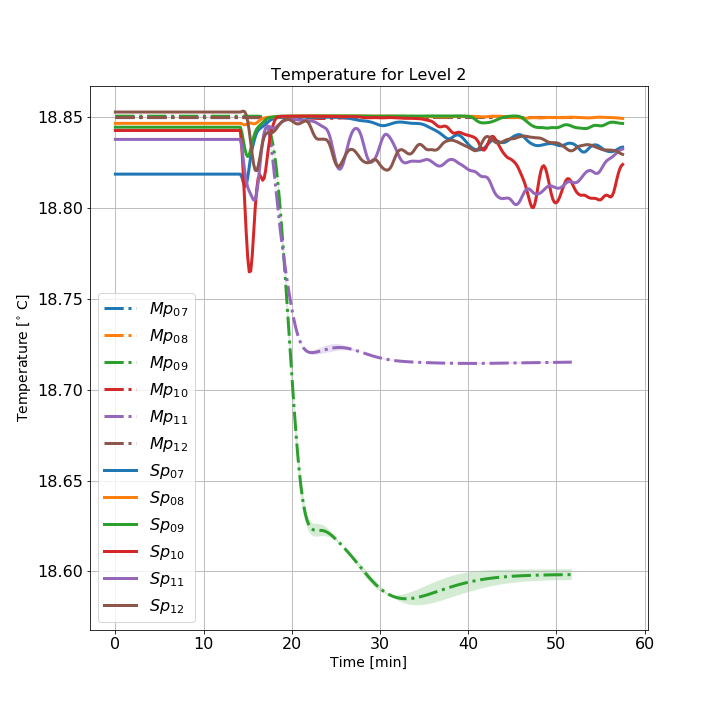 Temperature for Level 2
Temperature [° C]
18.85
18.80
18.75
18.70
18.65
18.60
Mp07
Mp08
Mp09
Mp10
Mp11
Mp12
Sp07
Sp08
Sp09
Sp10
Sp11
Sp12
0 10 20 30 40 50 60
Time [min]